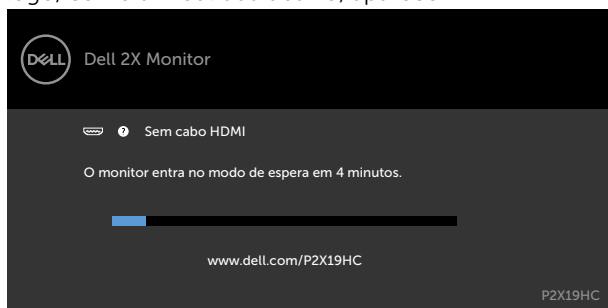 DELL
Dell 2X Monitor
Sem cabo HDMI
O monitor entra no modo de espera em 4 minutos.
www.dell.com/P2X19HC
P2X19HC